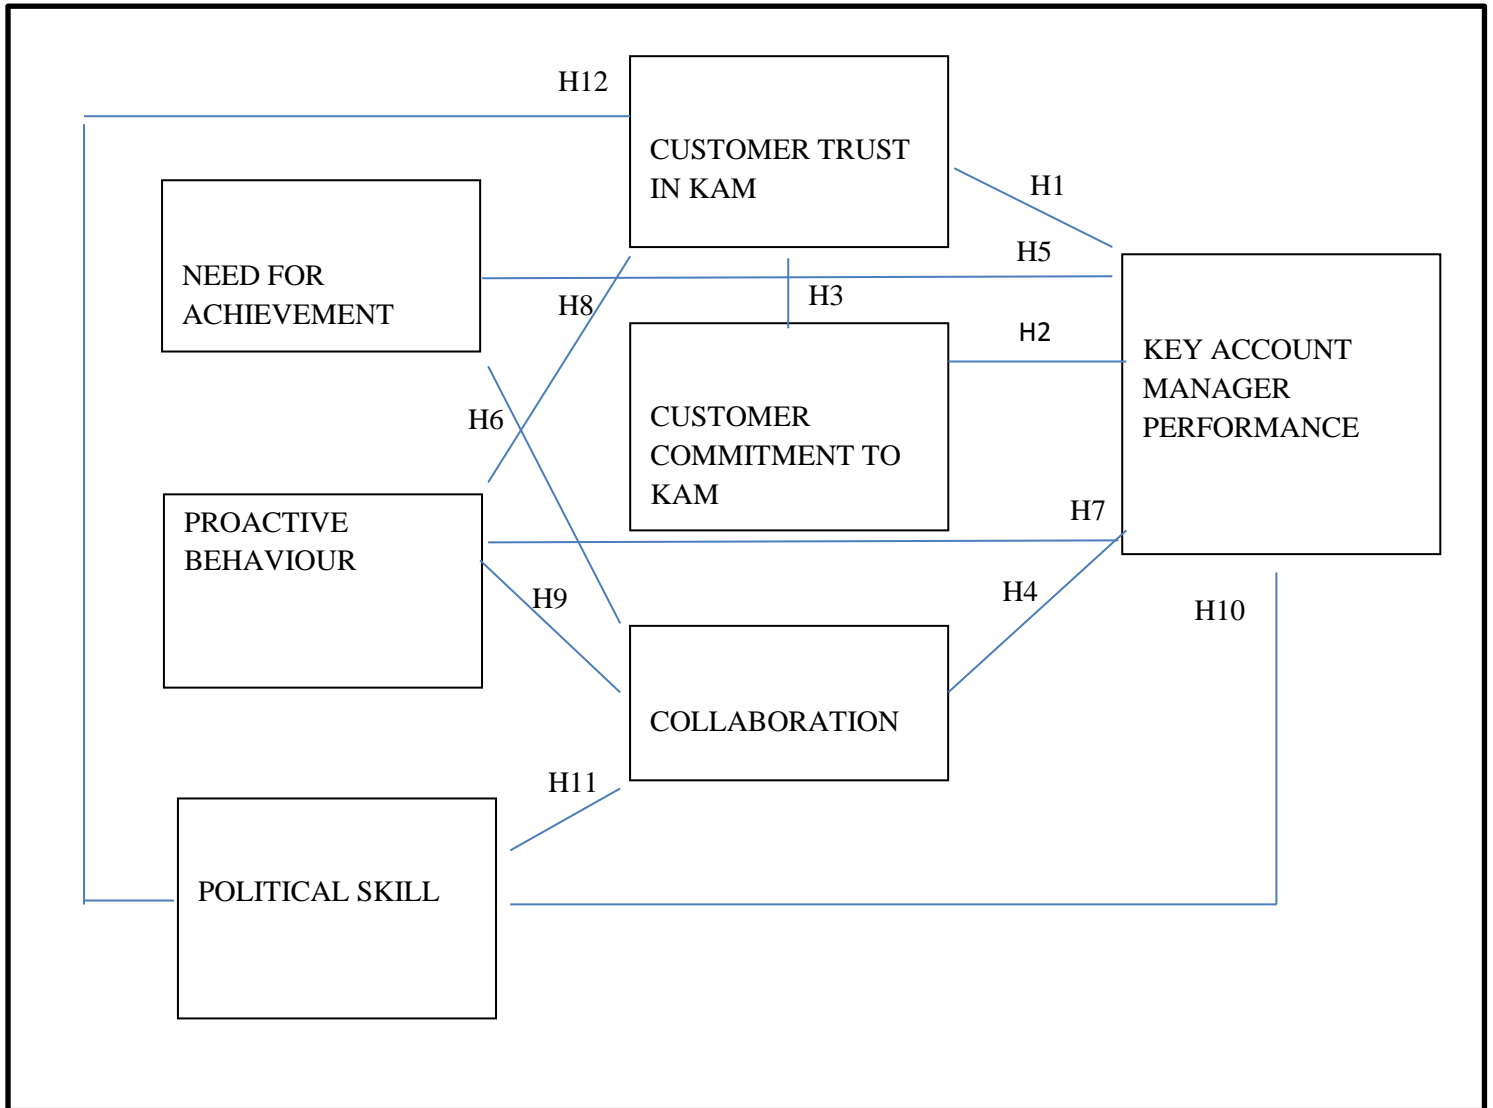 H12
CUSTOMER TRUST
IN KAM
H1
H5
NEED FOR
ACHIEVEMENT
H8
H3
H2
KEY ACCOUNT
MANAGER
PERFORMANCE
CUSTOMER
COMMITMENT TO
KAM
H6
PROACTIVE
BEHAVIOUR
H7
H9
H4
H10
COLLABORATION
H11
POLITICAL SKILL